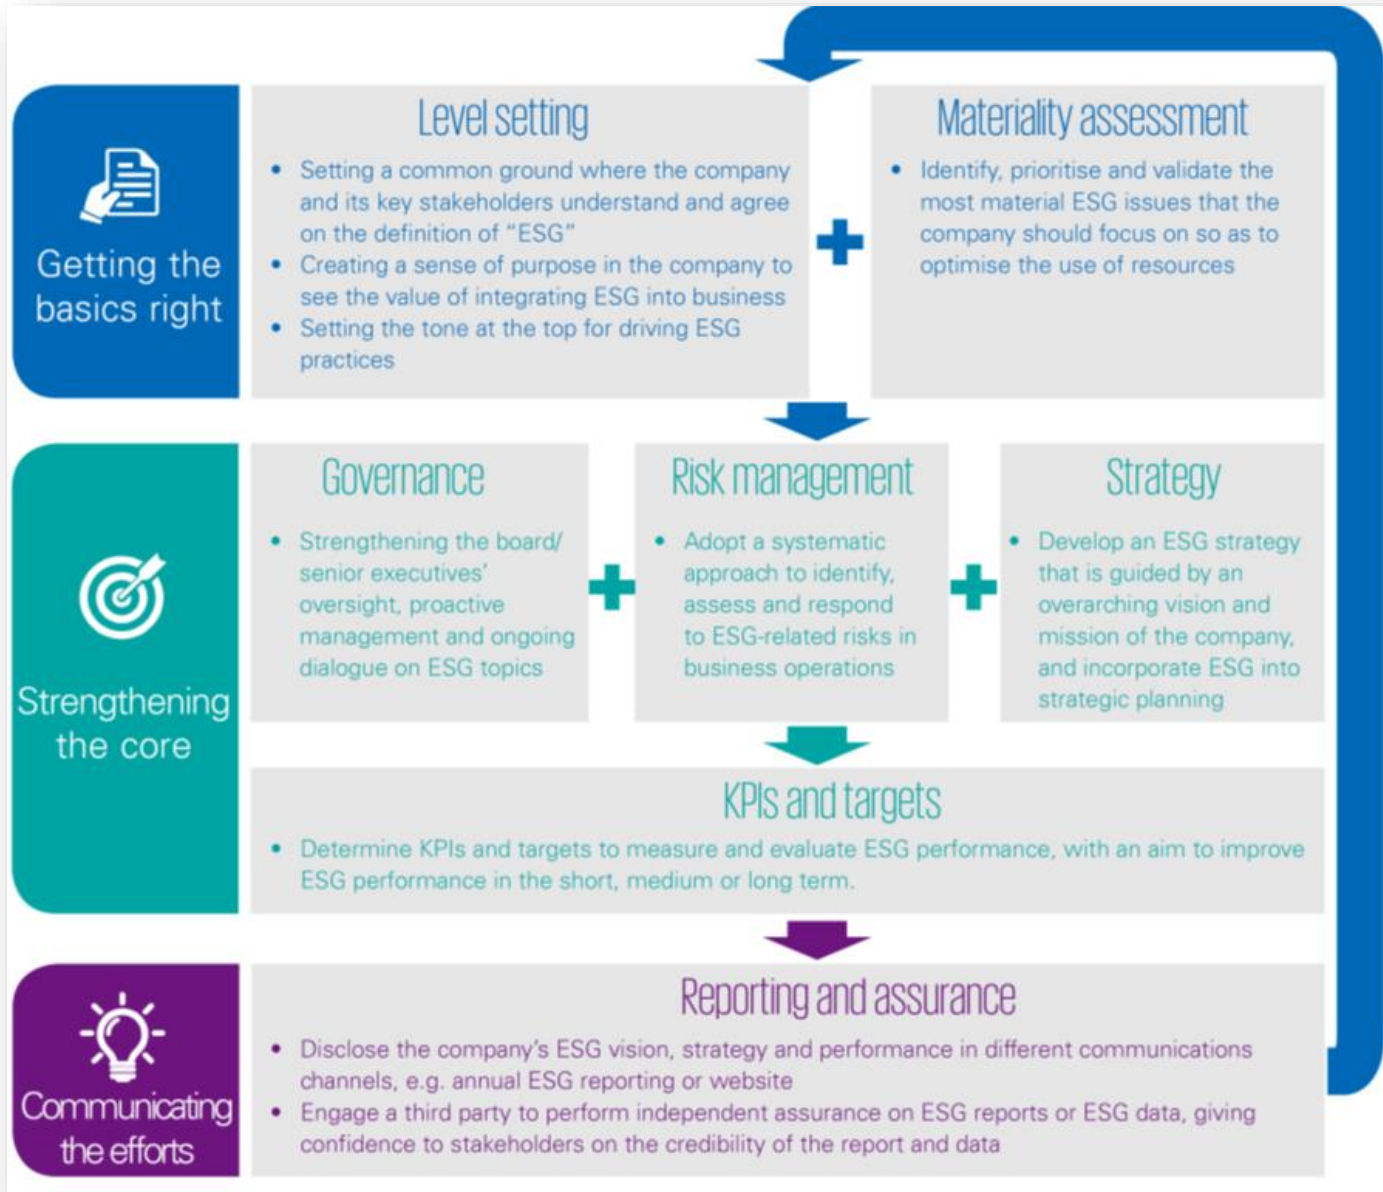 Getting the
basics right
Level setting
• Setting a common ground where the company
and its key stakeholders understand and agree
on the definition of “ESG”
• Creating a sense of purpose in the company to
see the value of integrating ESG into business
• Setting the tone at the top for driving ESG
practices
Materiality assessment
• Identify, prioritise and validate the
most material ESG issues that the
company should focus on so as to
optimise the use of resources
Strengthening
the core
Governance
• Strengthening the board/
senior executives’
oversight, proactive
management and ongoing
dialogue on ESG topics
Risk management
• Adopt a systematic
approach to identify,
assess and respond
to ESG-related risks in
business operations
Strategy
• Develop an ESG strategy
that is guided by an
overarching vision and
mission of the company,
and incorporate ESG into
strategic planning
KPIs and targets
• Determine KPIs and targets to measure and evaluate ESG performance, with an aim to improve
ESG performance in the short, medium or long term.
Communicating
the efforts
Reporting and assurance
• Disclose the company’s ESG vision, strategy and performance in different communications
channels, e.g. annual ESG reporting or website
• Engage a third party to perform independent assurance on ESG reports or ESG data, giving
confidence to stakeholders on the credibility of the report and data